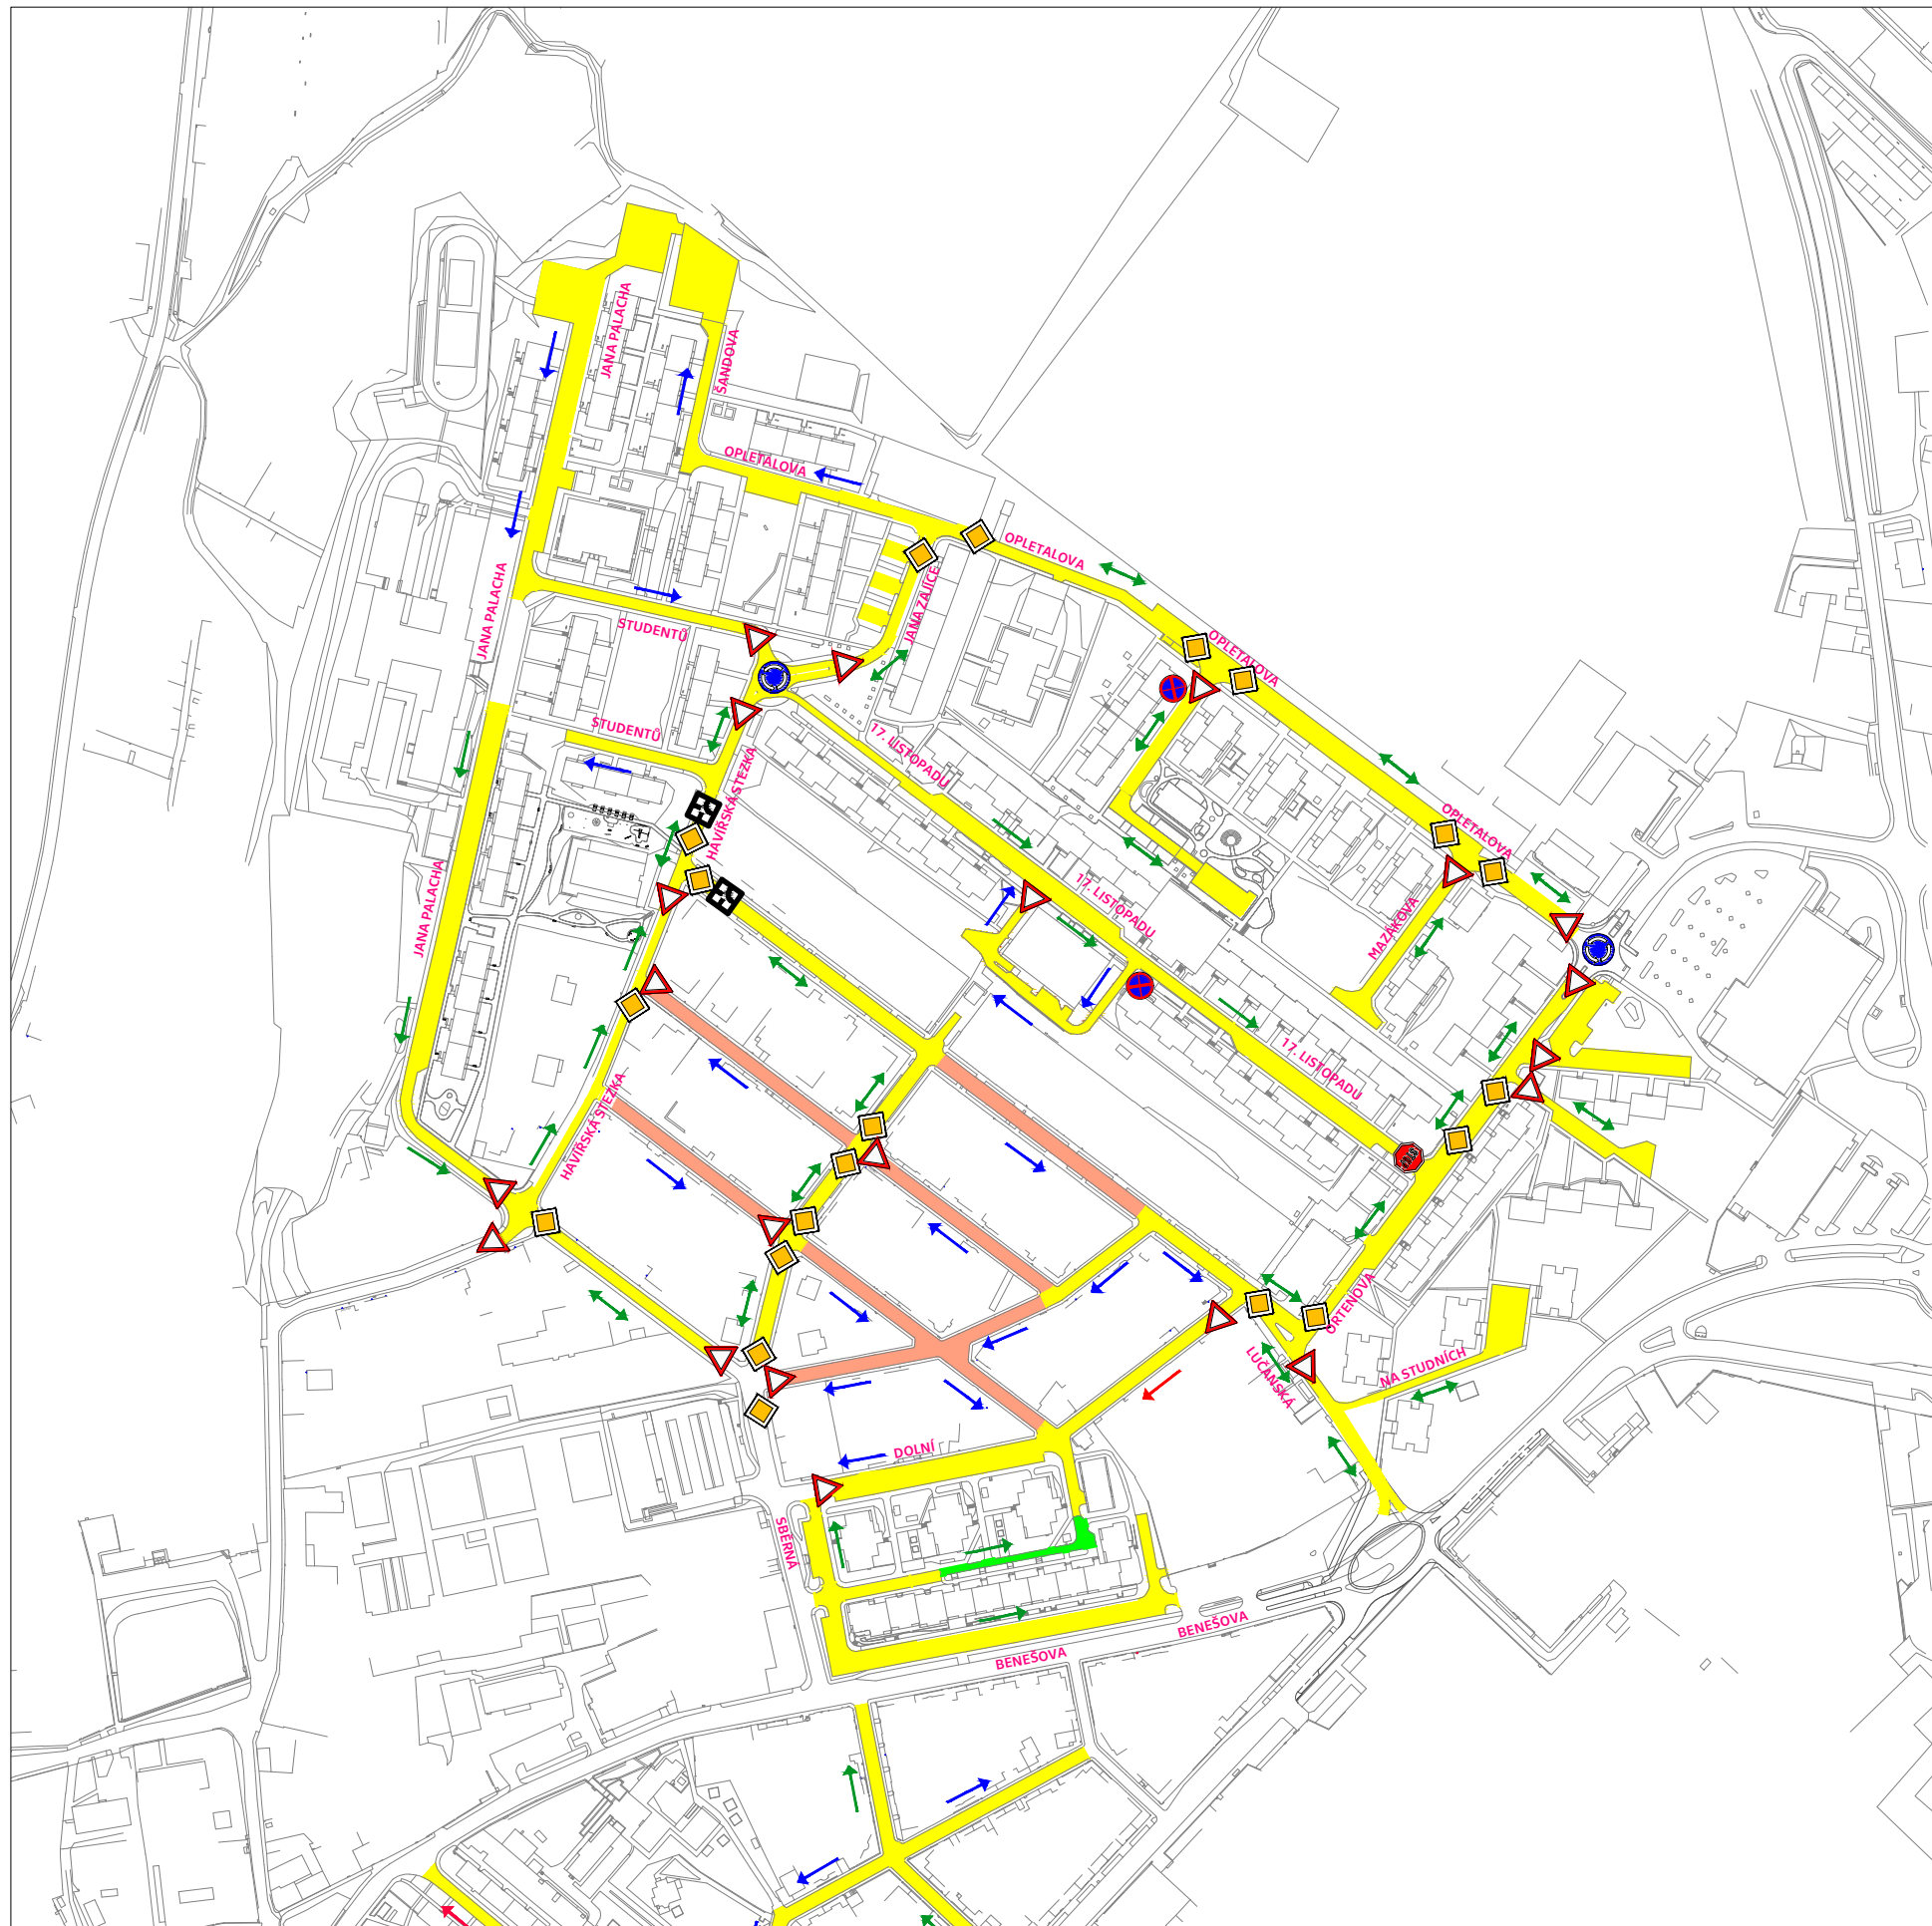 JANA PALACHA
ŠANDOVA
OPLETALOVA
OPLETALOVA
JANA PALACHA
JANA ZAJÍCE
STUDENTŮ
OPLETALOVA
STUDENTŮ
17. LISTOPADU
HAVÍŘSKÁ STEZKA
OPLETALOVA
JANA PALACHA
17. LISTOPADU
MAZÁKOVA
17. LISTOPADU
HAVÍŘSKÁ STEZKA
ORTENOVA
LUČANSKÁ
NA STUDNÍCH
DOLNÍ
SBĚRNÁ
BENEŠOVA
BENEŠOVA